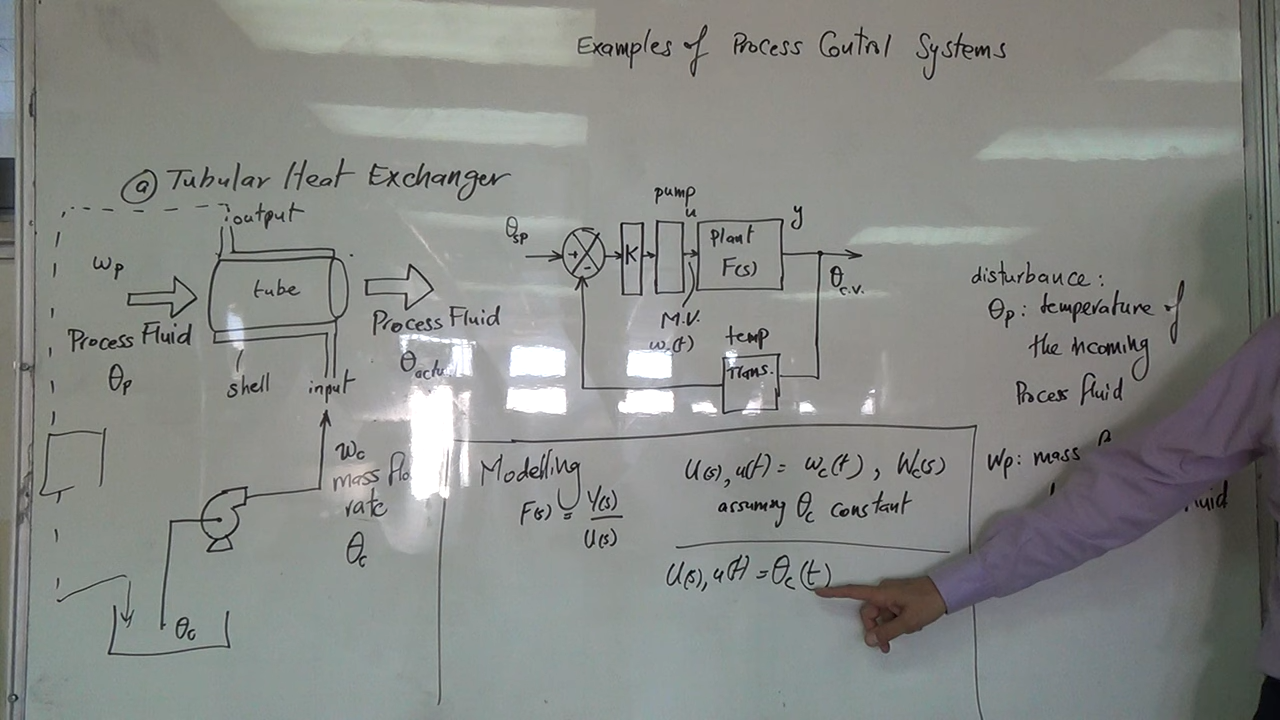 Examples of Process Control Systems
ⓐ Tubular Heat Exchanger
output
wp
tube
Process Fluid
θp
Process Fluid
θactu
shell
input
wc
mass flo
rate
θc
θc
θsp
+
-
K
pump
u
Plant
F(s)
y
θc.v.
M.V.
w(t)
temp
Trans.
disturbance:
θp: temperature of
the incoming
Process fluid
wp: mass
uid
Modelling
F(s) = Y(s)/U(s)
U(s), u(t) = wc(t), Wc(s)
assuming θc constant
U(s), u(t) = θc(t)